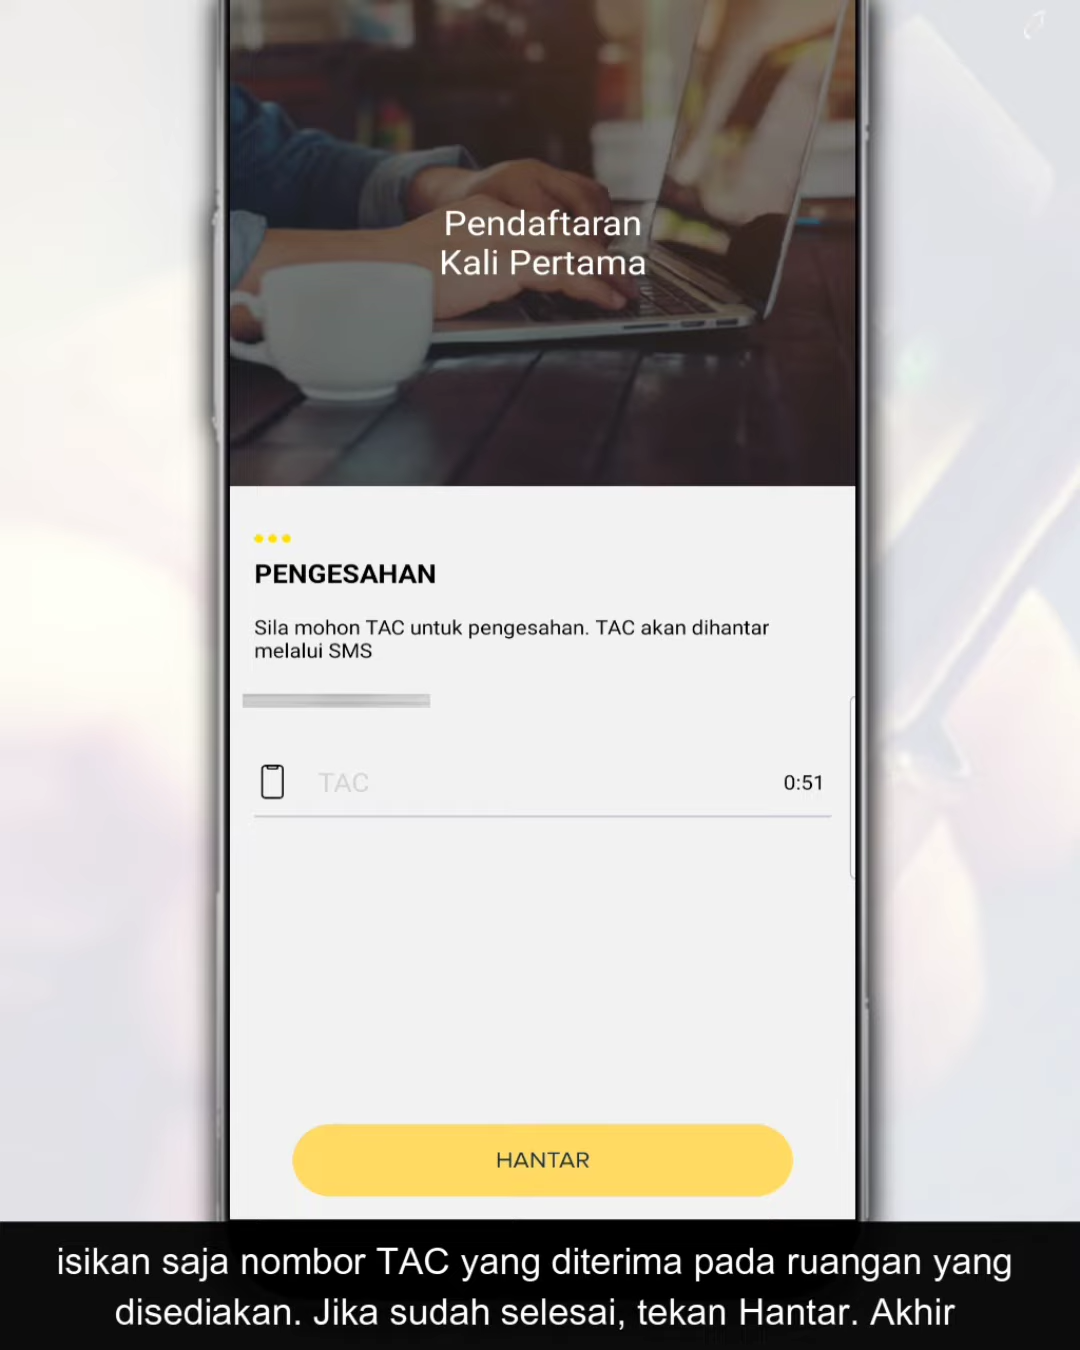 Pendaftaran
Kali Pertama
PENGESAHAN
Sila mohon TAC untuk pengesahan. TAC akan dihantar
melalui SMS
TAC
0:51
HANTAR
isikan saja nombor TAC yang diterima pada ruangan yang
disediakan. Jika sudah selesai, tekan Hantar. Akhir